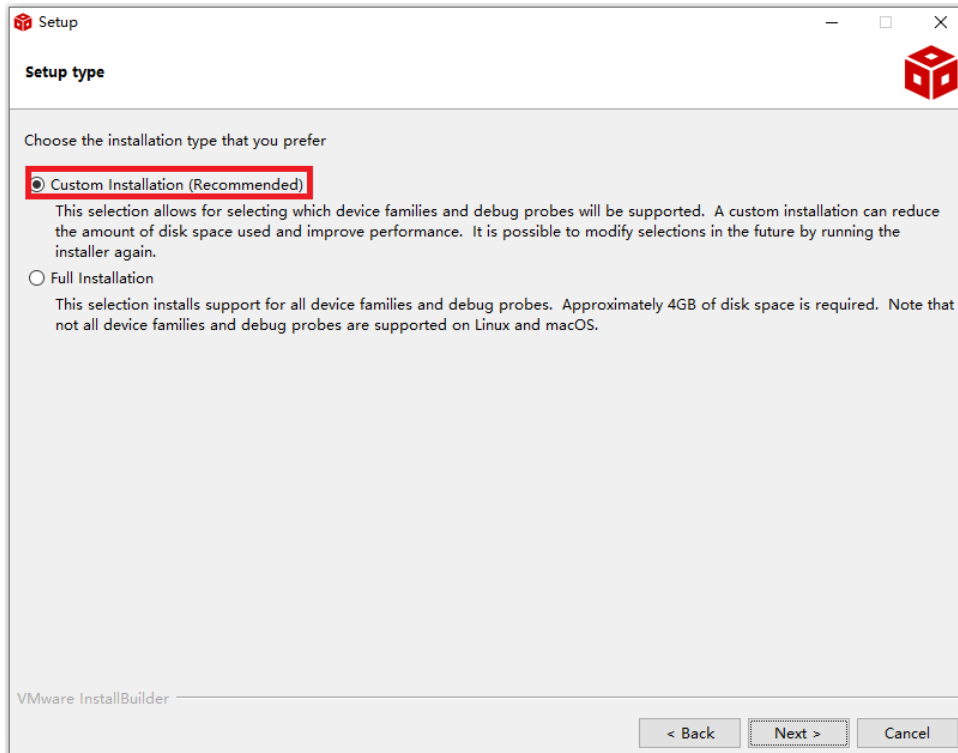 Setup
Setup type
Choose the installation type that you prefer
Custom Installation (Recommended)
This selection allows for selecting which device families and debug probes will be supported.  A custom installation can reduce
the amount of disk space used and improve performance.  It is possible to modify selections in the future by running the
installer again.
Full Installation
This selection installs support for all device families and debug probes.  Approximately 4GB of disk space is required.  Note that
not all device families and debug probes are supported on Linux and macOS.
VMware InstallBuilder
< Back Next > Cancel